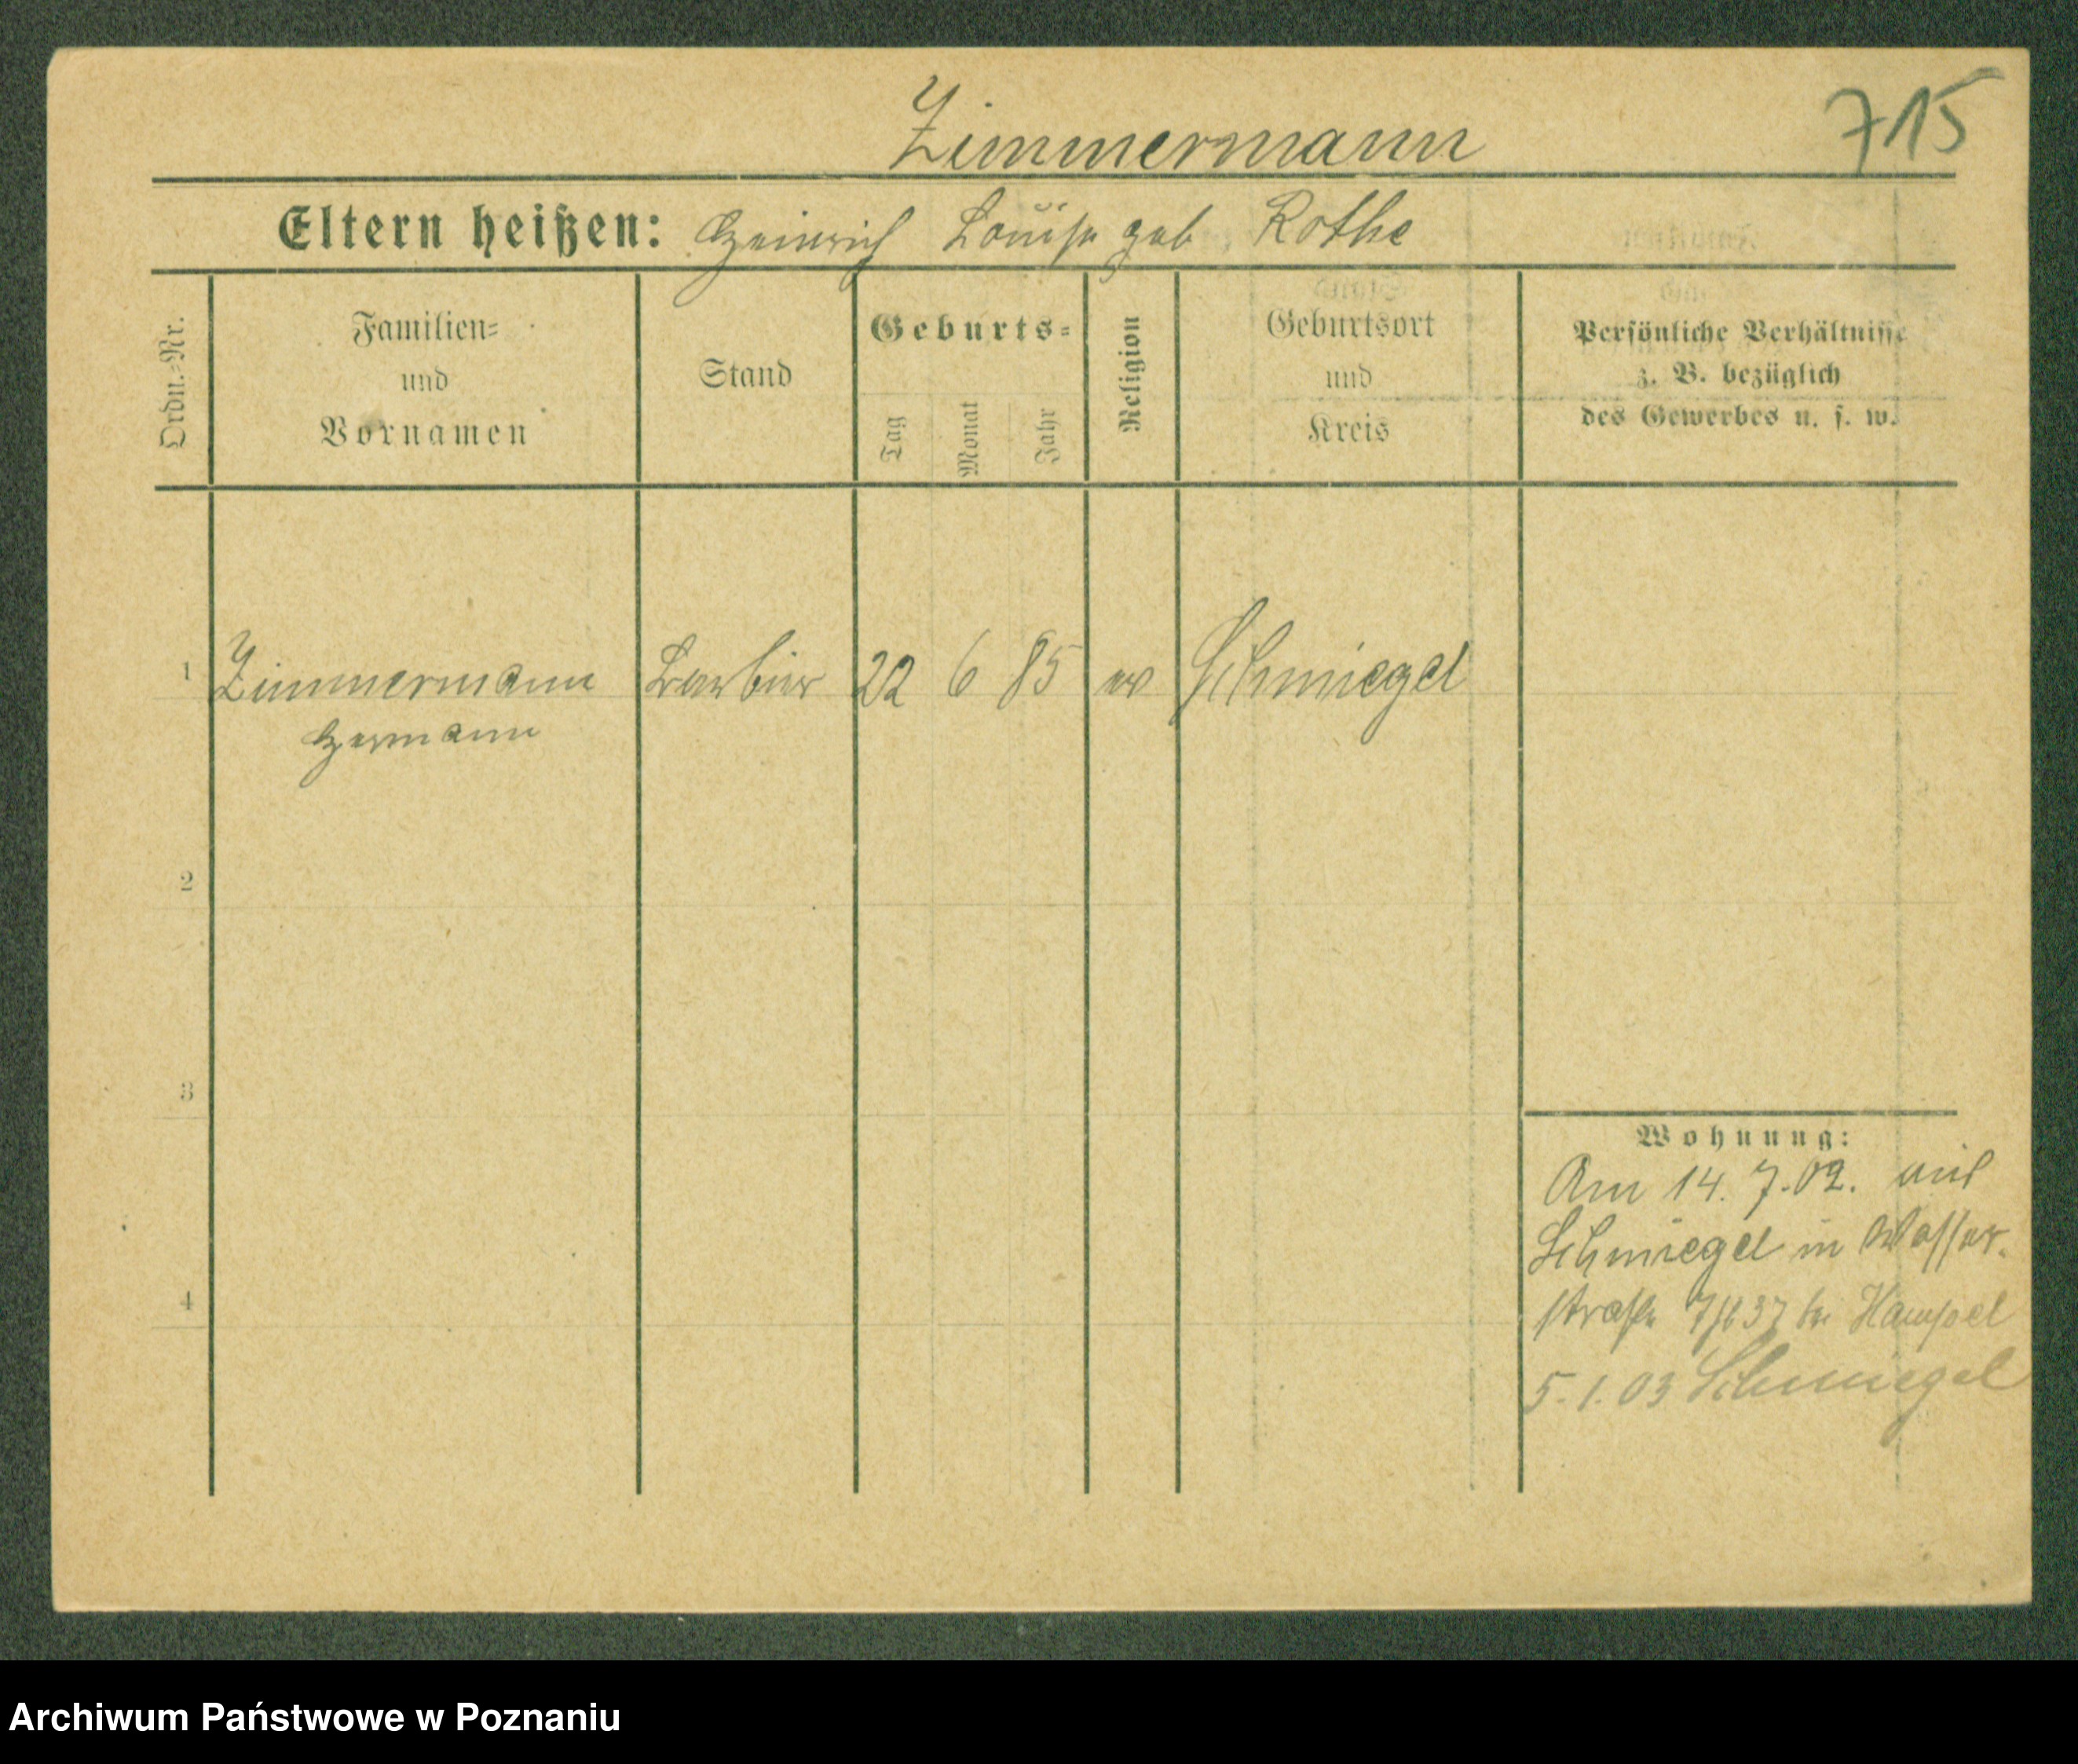 Zimmermann 715
Eltern heißen: Heinrich Louise geb. Rothe
Ordn.-Nr.
Familien-
und
Vornamen
Stand
Geburts-
Tag
Monat
Jahr
Religion
Geburtsort
und
Kreis
Persönliche Verhältnisse
z. B. bezüglich
des Gewerbes u. s. w.
1 Zimmermann Barbier 22 6 85 ev Schmiegel
Hermann
2
3
4
Wohnung:
Am 14. 7. 02. aus
Schmiegel in Wasser-
straße bei Hampel
5. 1. 03 Schmiegel
Archiwum Państwowe w Poznaniu